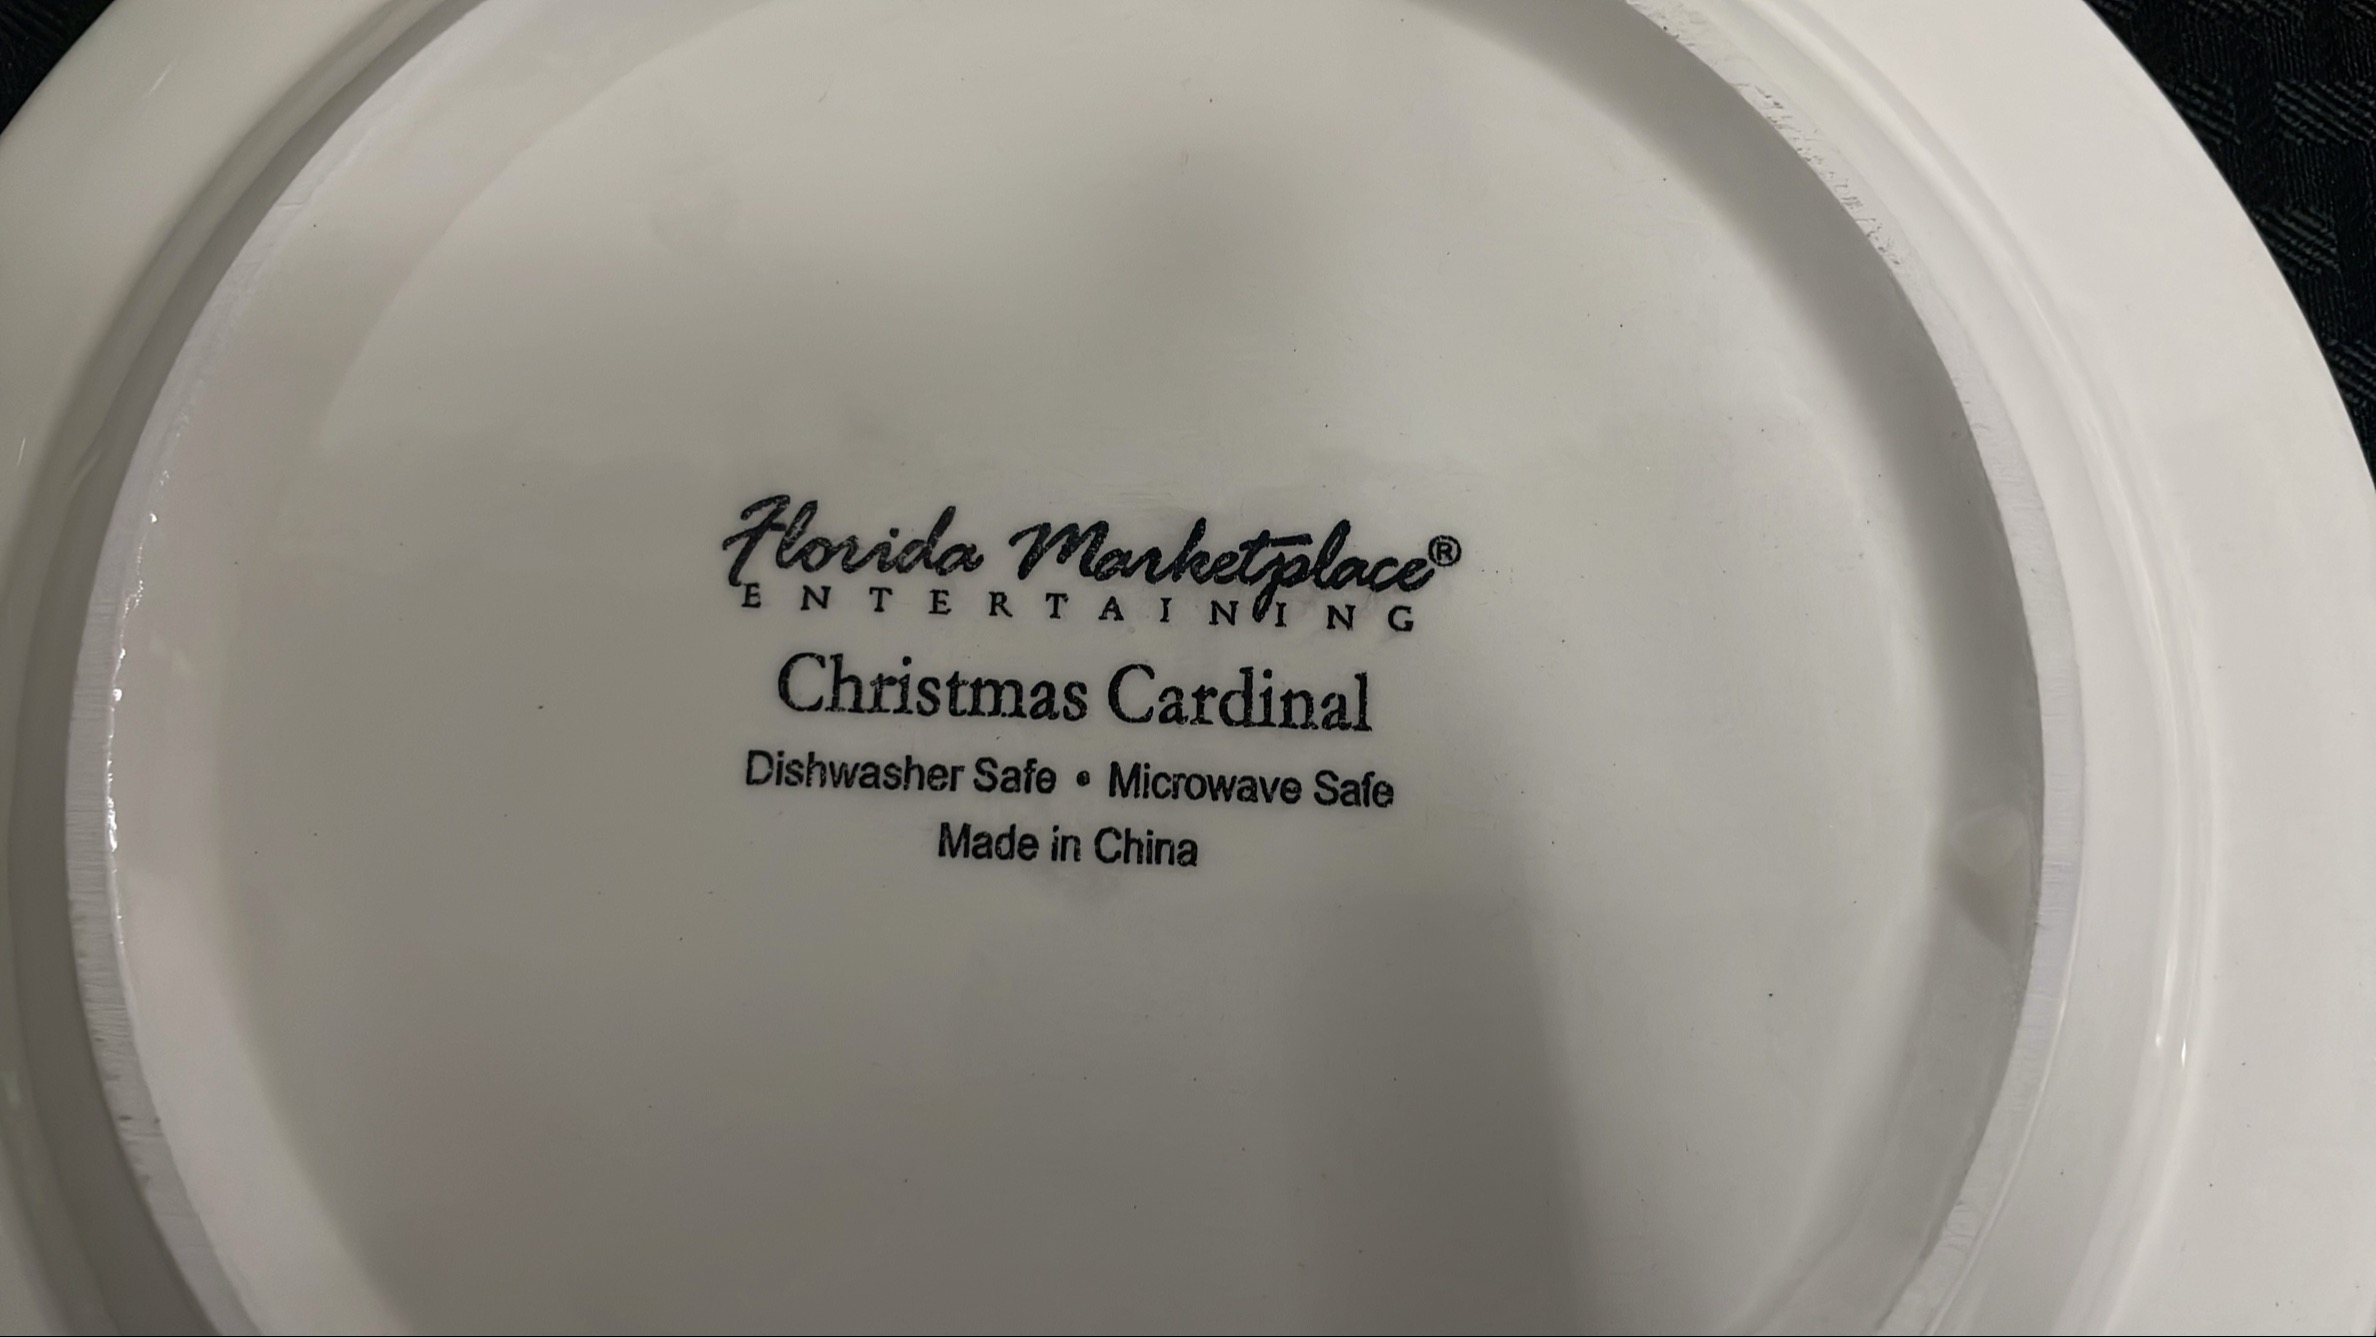 Florida Marketplace®
ENTERTAINING
Christmas Cardinal
Dishwasher Safe • Microwave Safe
Made in China